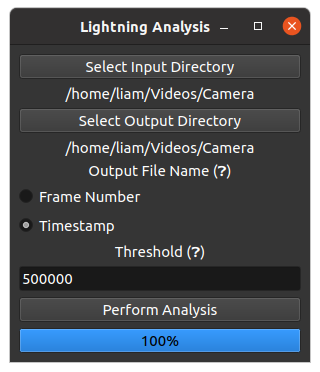 Lightning Analysis
Select Input Directory
/home/liam/Videos/Camera
Select Output Directory
/home/liam/Videos/Camera
Output File Name (?)
Frame Number
Timestamp
Threshold (?)
500000
Perform Analysis
100%